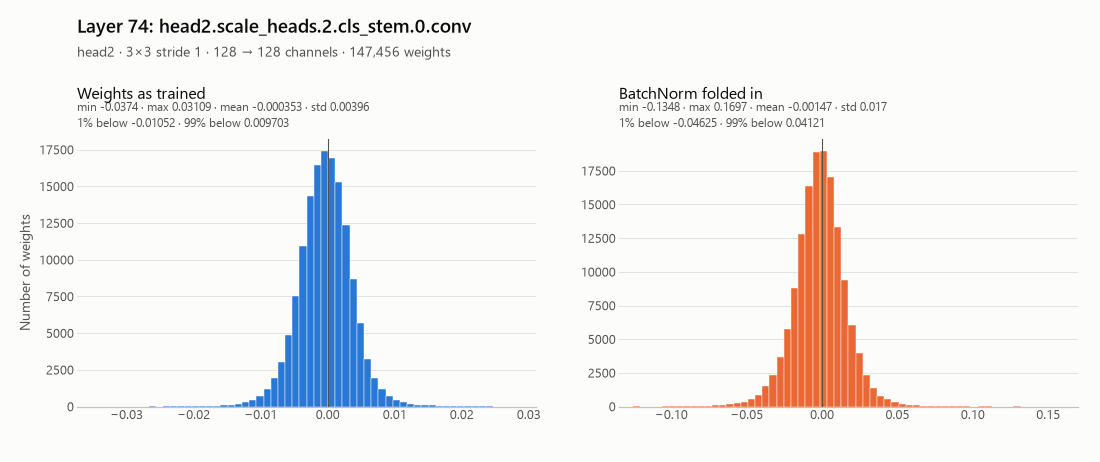 Layer 74: head2.scale_heads.2.cls_stem.0.conv
head2 · 3×3 stride 1 · 128 → 128 channels · 147,456 weights
Weights as trained
min -0.0374 · max 0.03109 · mean -0.000353 · std 0.00396
1% below -0.01052 · 99% below 0.009703
Number of weights
17500
15000
12500
10000
7500
5000
2500
0
−0.03 −0.02 −0.01 0.00 0.01 0.02 0.03
BatchNorm folded in
min -0.1348 · max 0.1697 · mean -0.00147 · std 0.017
1% below -0.04625 · 99% below 0.04121
17500
15000
12500
10000
7500
5000
2500
0
−0.10 −0.05 0.00 0.05 0.10 0.15